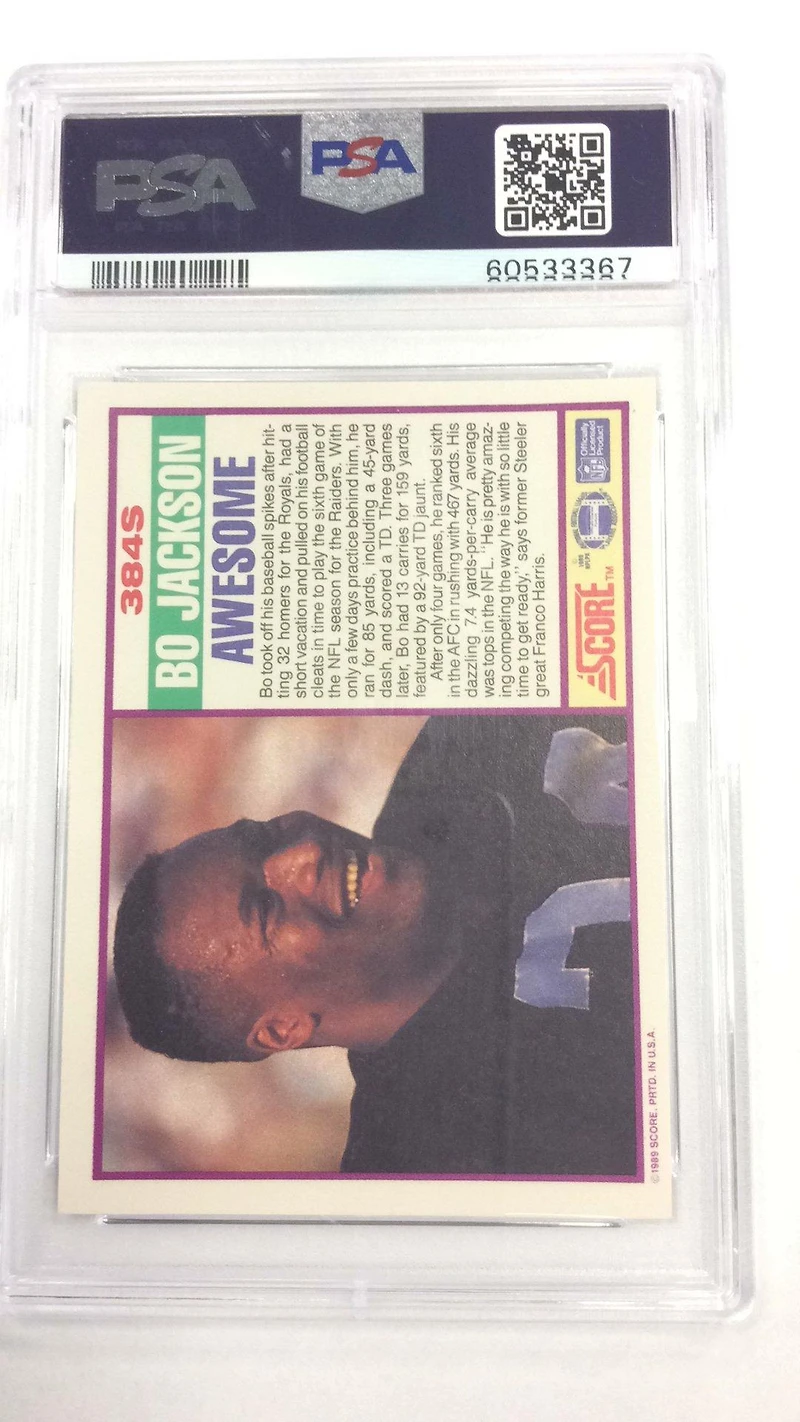 PSA
PSA
60533367
384S
BO JACKSON
AWESOME
Bo took off his baseball spikes after hit-
ting 32 homers for the Royals, had a
short vacation and pulled on his football
cleats in time to play the sixth game of
the NFL season for the Raiders. With
only a few days practice behind him, he
ran for 85 yards, including a 45-yard
dash, and scored a TD. Three games
later, Bo had 13 carries for 159 yards,
featured by a 92-yard TD jaunt.
After only four games, he ranked sixth
in the AFC in rushing with 467 yards. His
dazzling 7.4 yards-per-carry average
was tops in the NFL. "He is pretty amaz-
ing competing the way he is with so little
time to get ready," says former Steeler
great Franco Harris.
SCORE™
© 1989
NFLPA
NFL
Officially
Licensed
Product
© 1989 SCORE. PRTD. IN U.S.A.